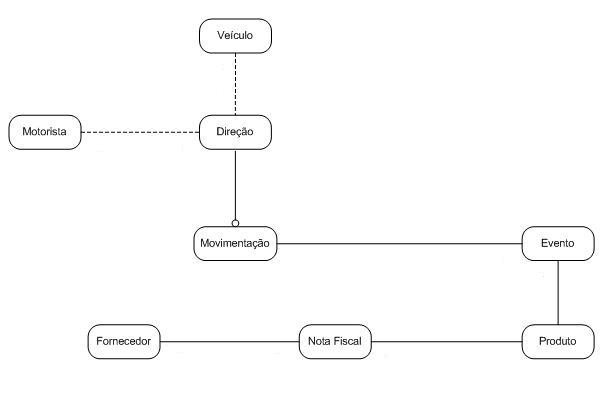 Veículo
Motorista
Direção
Movimentação
Evento
Fornecedor
Nota Fiscal
Produto